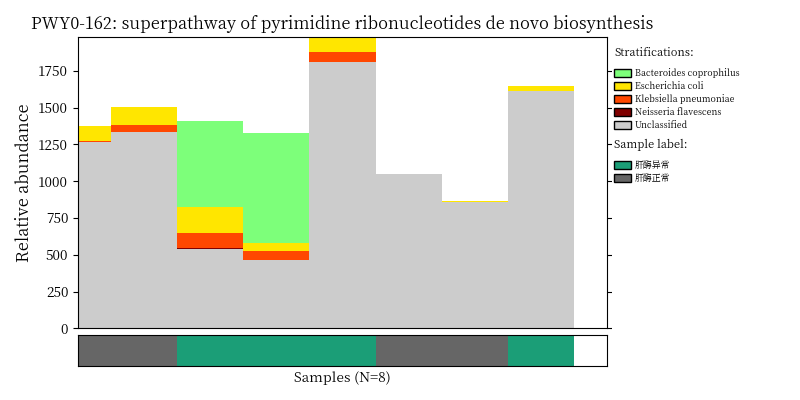 PWY0-162: superpathway of pyrimidine ribonucleotides de novo biosynthesis
Relative abundance
1750
1500
1250
1000
750
500
250
0
Samples (N=8)
Stratifications:
Bacteroides coprophilus
Escherichia coli
Klebsiella pneumoniae
Neisseria flavescens
Unclassified
Sample label:
肝酶异常
肝酶正常